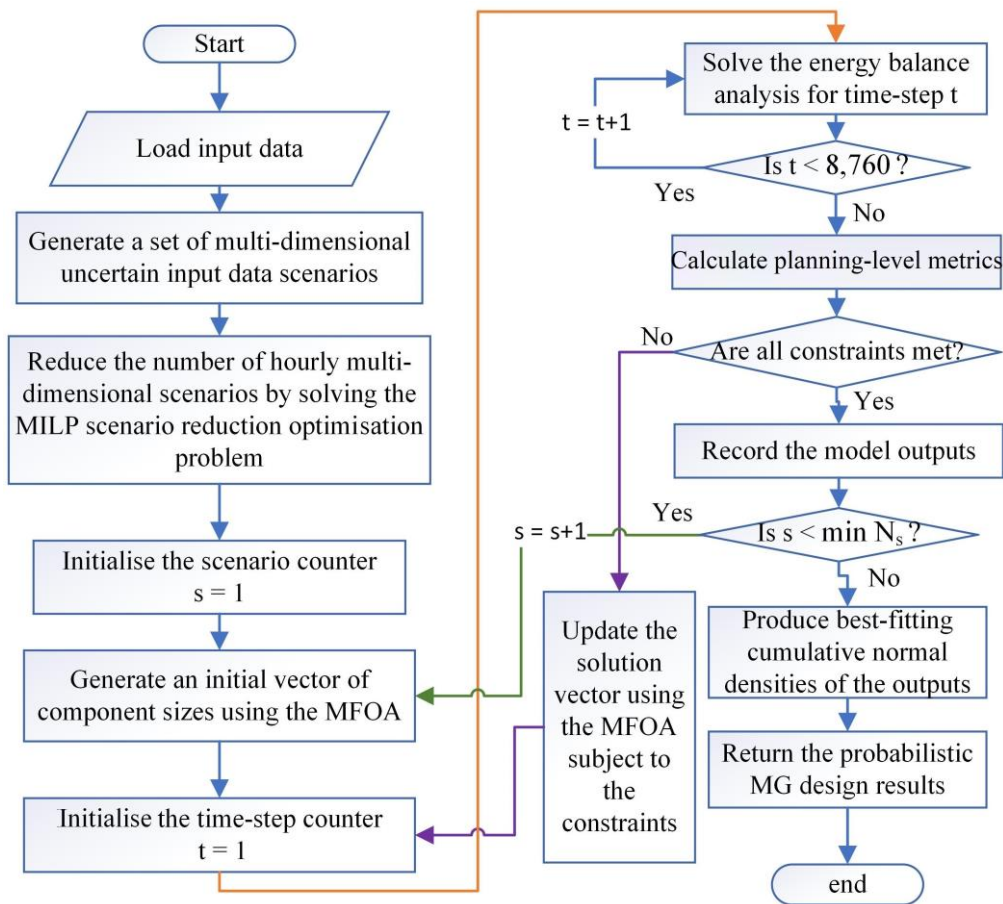 Start
Load input data
Generate a set of multi-dimensional
uncertain input data scenarios
Reduce the number of hourly multi-
dimensional scenarios by solving the
MILP scenario reduction optimisation
problem
Initialise the scenario counter
s = 1
Generate an initial vector of
component sizes using the MFOA
Initialise the time-step counter
t = 1
Solve the energy balance
analysis for time-step t
t = t+1
Is t < 8,760 ?
Yes
No
Calculate planning-level metrics
Are all constraints met?
No
Yes
Record the model outputs
Is s < min Nₛ ?
Yes
s = s+1
No
Update the
solution
vector using
the MFOA
subject to
the
constraints
Produce best-fitting
cumulative normal
densities of the outputs
Return the probabilistic
MG design results
end